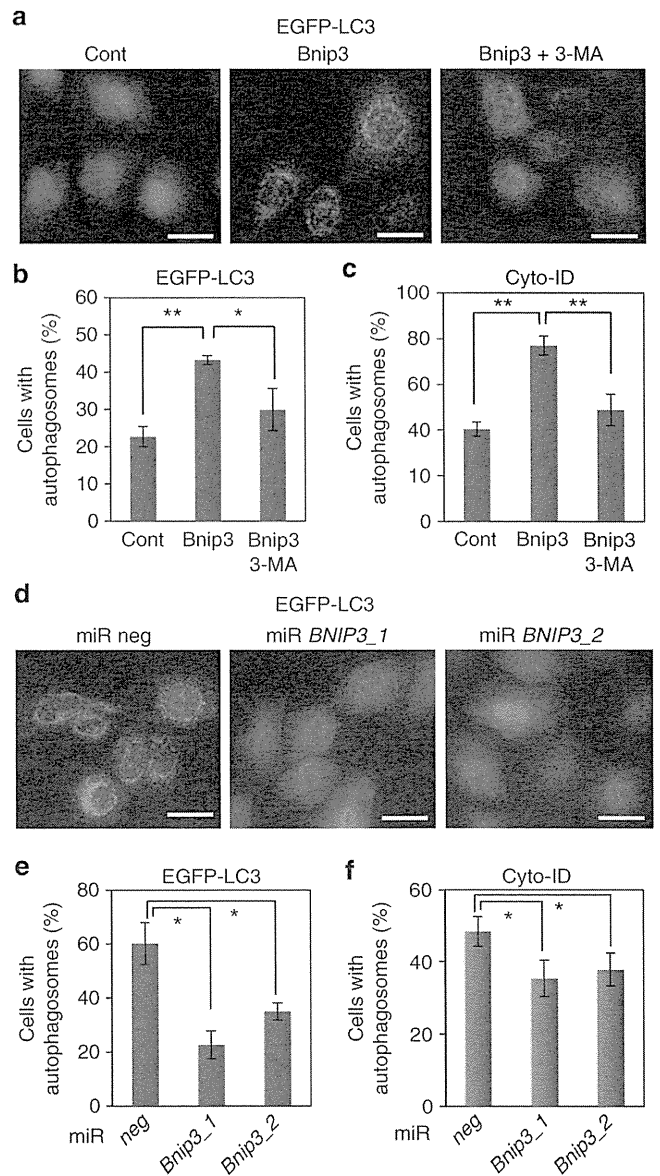 a
EGFP-LC3
Cont
Bnip3
Bnip3 + 3-MA
b
EGFP-LC3
Cells with
autophagosomes (%)
60
50
40
30
20
10
0
**
*
Cont
Bnip3
Bnip3
3-MA
c
Cyto-ID
Cells with
autophagosomes (%)
100
80
60
40
10
0
**
**
Cont
Bnip3
Bnip3
3-MA
d
EGFP-LC3
miR neg
miR BNIP3_1
miR BNIP3_2
e
EGFP-LC3
Cells with
autophagosomes (%)
80
60
40
20
0
*
*
miR
neg
Bnip3_1
Bnip3_2
f
Cyto-ID
Cells with
autophagosomes (%)
60
40
40
0
*
*
miR
neg
Bnip3_1
Bnip3_2